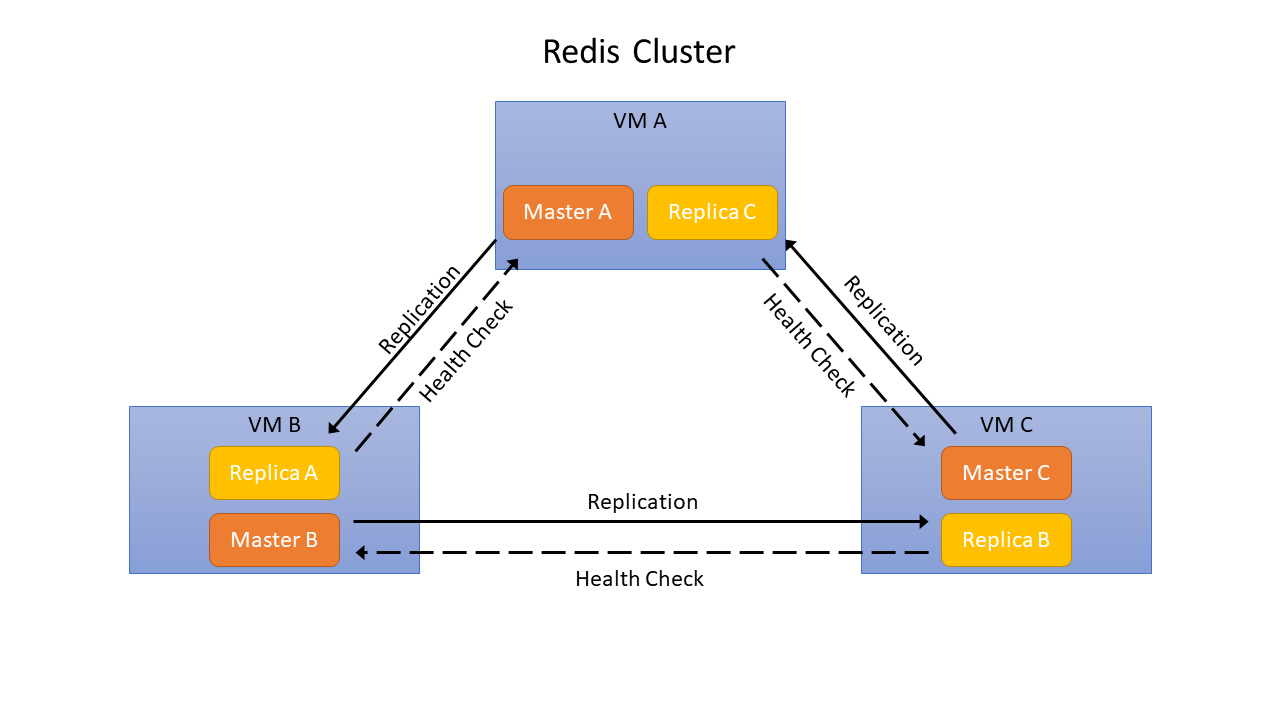 Redis Cluster
VM A
Master A
Replica C
Replication
Health Check
Health Check
Replication
VM B
Replica A
Master B
VM C
Master C
Replica B
Replication
Health Check